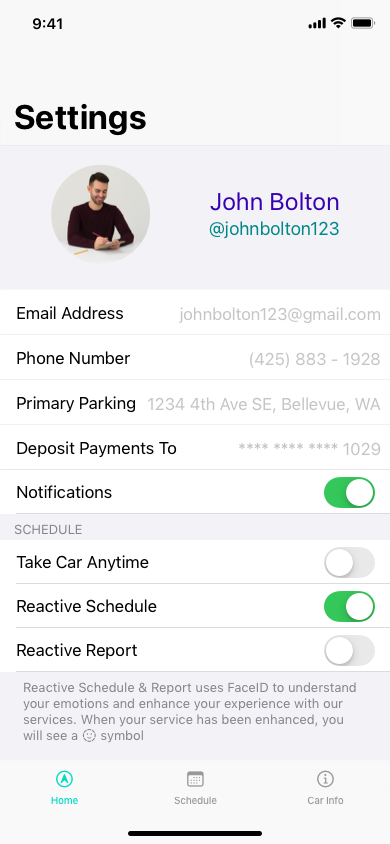 9:41
Settings
John Bolton
@johnbolton123
Email Address johnbolton123@gmail.com
Phone Number (425) 883 - 1928
Primary Parking 1234 4th Ave SE, Bellevue, WA
Deposit Payments To **** **** **** 1029
Notifications
SCHEDULE
Take Car Anytime
Reactive Schedule
Reactive Report
Reactive Schedule & Report uses FaceID to understand
your emotions and enhance your experience with our
services. When your service has been enhanced, you
will see a symbol
Home Schedule Car Info